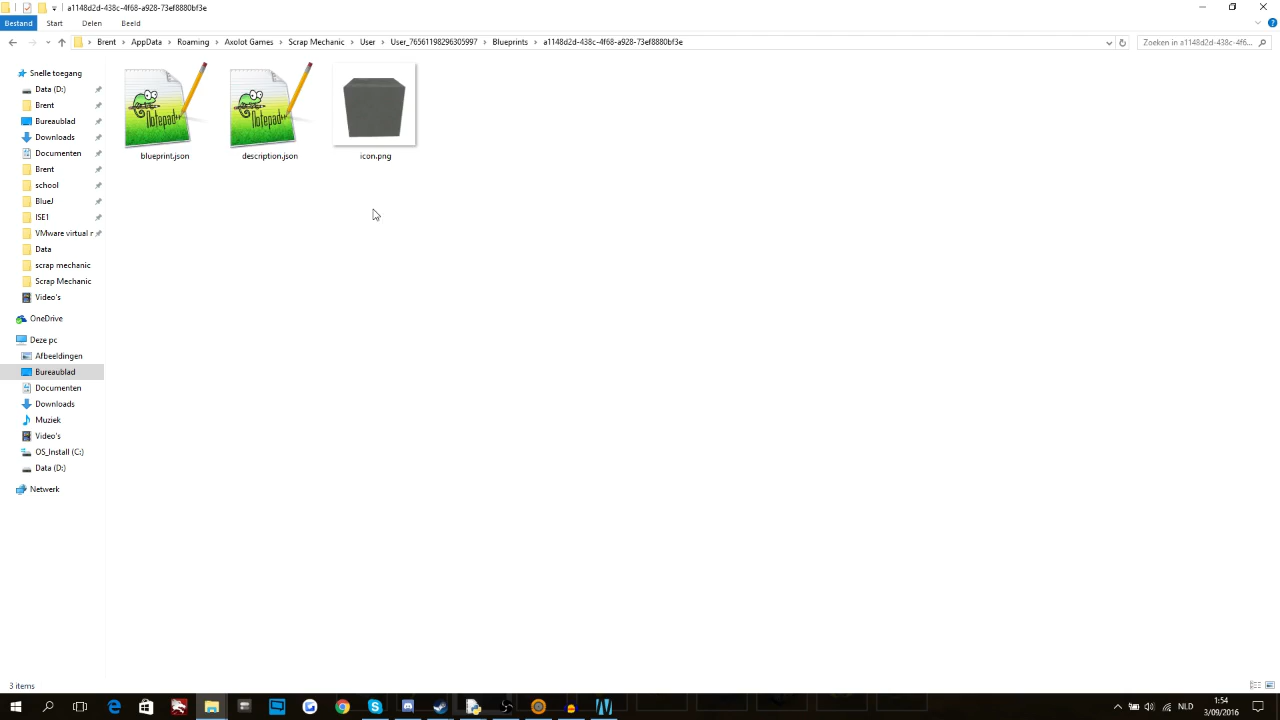 a1148d2d-438c-4f68-a928-73ef8880bf3e
Bestand Start Delen Beeld
Brent AppData Roaming Axolot Games Scrap Mechanic User User_76561198296305997 Blueprints a1148d2d-438c-4f68-a928-73ef8880bf3e Zoeken in a1148d2d-438c-4f6...
Snelle toegang
Data (D:)
Brent
Bureaublad
Downloads
Documenten
Brent
school
BlueJ
ISE1
VMware virtual r
Data
scrap mechanic
Scrap Mechanic
Video's
OneDrive
Deze pc
Afbeeldingen
Bureaublad
Documenten
Downloads
Muziek
Video's
OS_Install (C:)
Data (D:)
Netwerk
Notepad++
Notepad++
blueprint.json description.json icon.png
3 items
NLD
1:54
3/09/2016